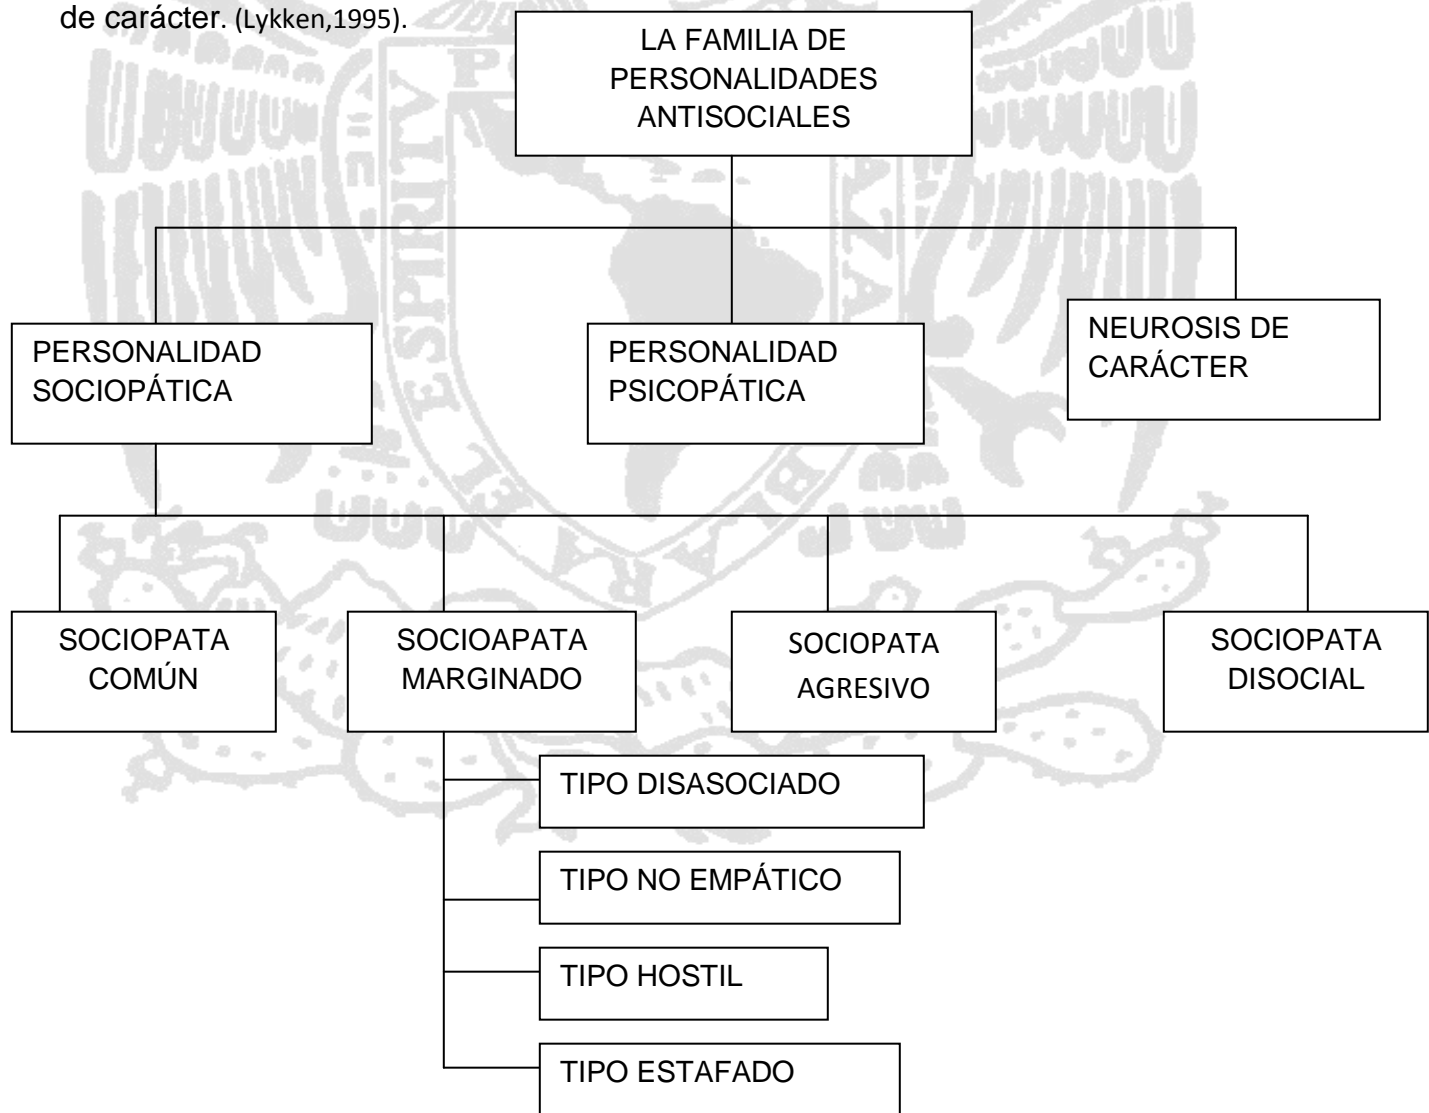 de carácter. (Lykken,1995).
LA FAMILIA DE
PERSONALIDADES
ANTISOCIALES
PERSONALIDAD
SOCIOPÁTICA
PERSONALIDAD
PSICOPÁTICA
NEUROSIS DE
CARÁCTER
SOCIOPATA
COMÚN
SOCIOAPATA
MARGINADO
SOCIOPATA
AGRESIVO
SOCIOPATA
DISOCIAL
TIPO DISASOCIADO
TIPO NO EMPÁTICO
TIPO HOSTIL
TIPO ESTAFADO